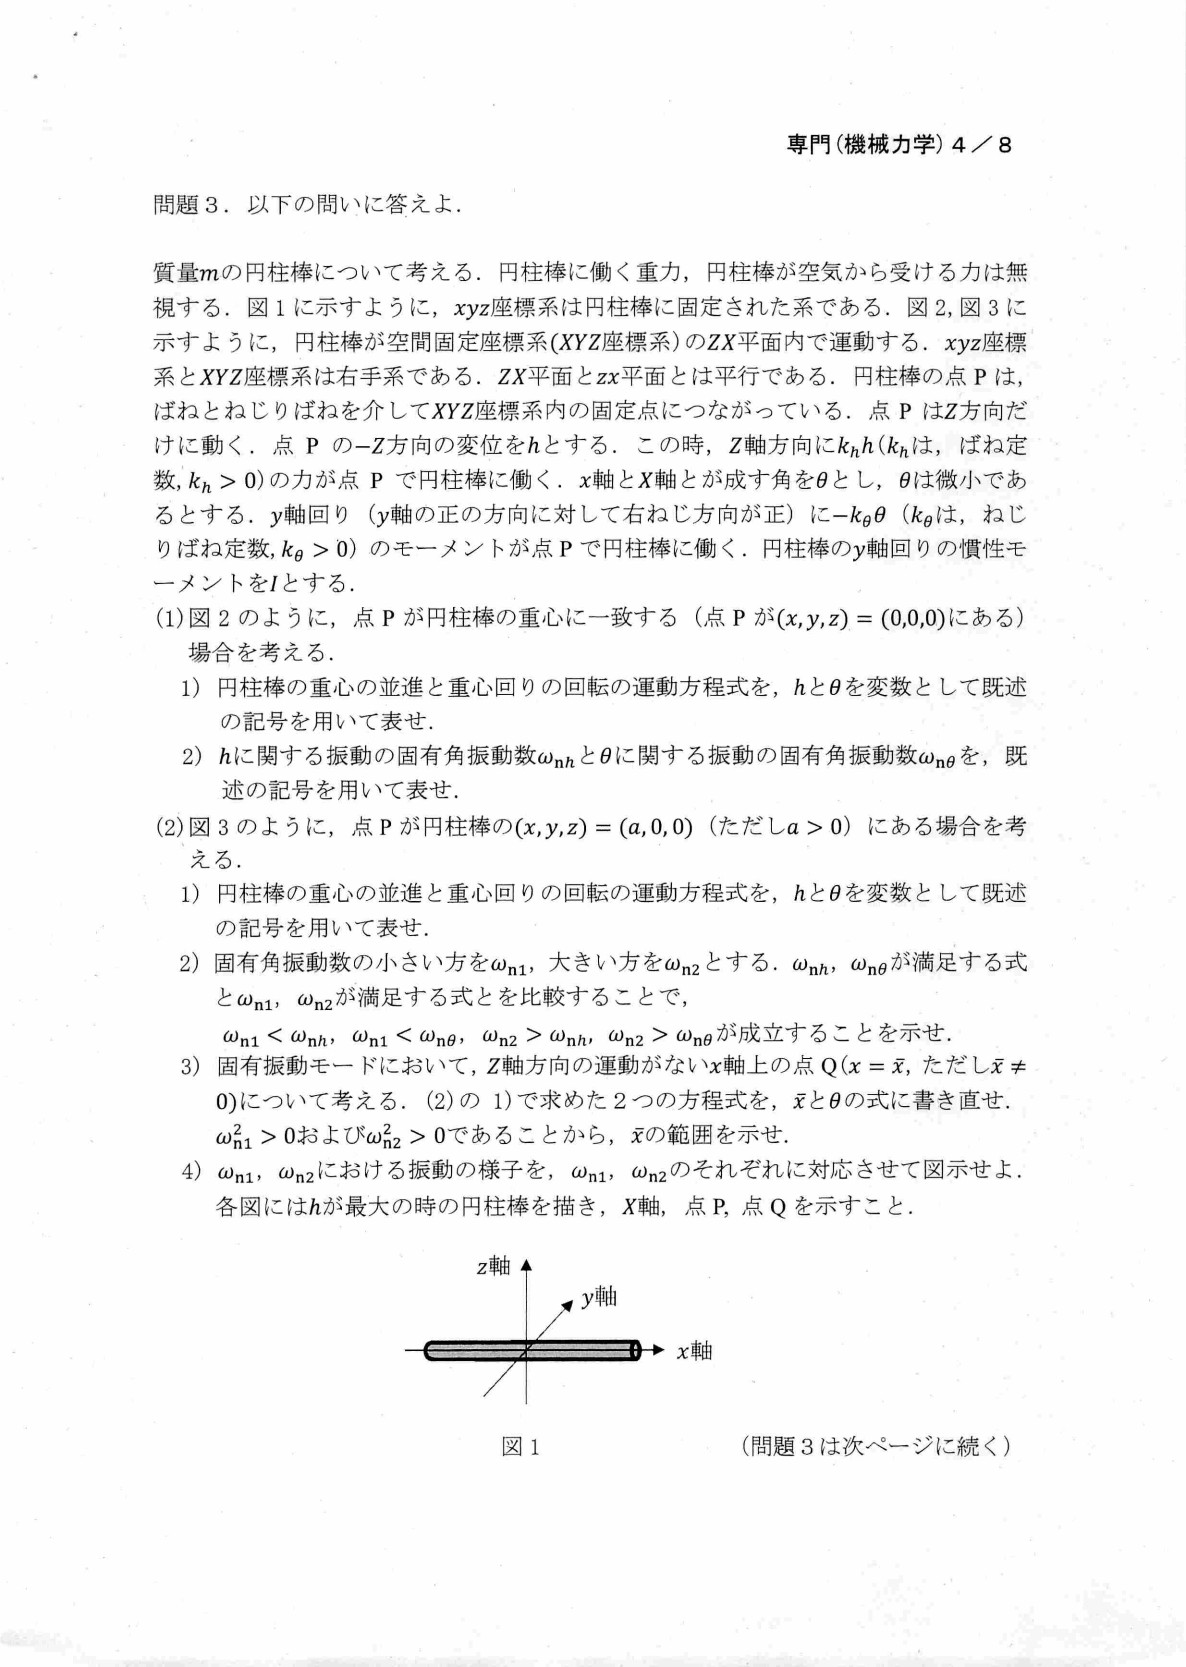 専門(機械力学) 4／8
問題３．以下の問いに答えよ．
質量mの円柱棒について考える．円柱棒に働く重力，円柱棒が空気から受ける力は無
視する．図1に示すように，xyz座標系は円柱棒に固定された系である．図2,図3に
示すように，円柱棒が空間固定座標系(XYZ座標系)のZX平面内で運動する．xyz座標
系とXYZ座標系は右手系である．ZX平面とzx平面とは平行である．円柱棒の点Pは，
ばねとねじりばねを介してXYZ座標系内の固定点につながっている．点PはZ方向だ
けに動く．点Pの−Z方向の変位をhとする．この時，Z軸方向にk_h h(k_hは，ばね定
数, k_h > 0)の力が点Pで円柱棒に働く．x軸とX軸とが成す角をθとし，θは微小であ
るとする．y軸回り（y軸の正の方向に対して右ねじ方向が正）に−k_θθ（k_θは，ねじ
りばね定数, k_θ > 0）のモーメントが点Pで円柱棒に働く．円柱棒のy軸回りの慣性モ
ーメントをIとする．
(1)図2のように，点Pが円柱棒の重心に一致する（点Pが(x,y,z) = (0,0,0)にある）
場合を考える．
1) 円柱棒の重心の並進と重心回りの回転の運動方程式を，hとθを変数として既述
の記号を用いて表せ．
2) hに関する振動の固有角振動数ω_nhとθに関する振動の固有角振動数ω_nθを，既
述の記号を用いて表せ．
(2)図3のように，点Pが円柱棒の(x,y,z) = (a,0,0)（ただしa > 0）にある場合を考
える．
1) 円柱棒の重心の並進と重心回りの回転の運動方程式を，hとθを変数として既述
の記号を用いて表せ．
2) 固有角振動数の小さい方をω_n1，大きい方をω_n2とする．ω_nh，ω_nθが満足する式
とω_n1，ω_n2が満足する式とを比較することで，
ω_n1 < ω_nh，ω_n1 < ω_nθ，ω_n2 > ω_nh，ω_n2 > ω_nθが成立することを示せ．
3) 固有振動モードにおいて，Z軸方向の運動がないx軸上の点Q(x = x̄, ただしx̄ ≠
0)について考える．(2)の1)で求めた2つの方程式を，x̄とθの式に書き直せ．
ω²_n1 > 0およびω²_n2 > 0であることから，x̄の範囲を示せ．
4) ω_n1，ω_n2における振動の様子を，ω_n1，ω_n2のそれぞれに対応させて図示せよ．
各図にはhが最大の時の円柱棒を描き，X軸，点P，点Qを示すこと．
z軸
y軸
x軸
図1
（問題3は次ページに続く）